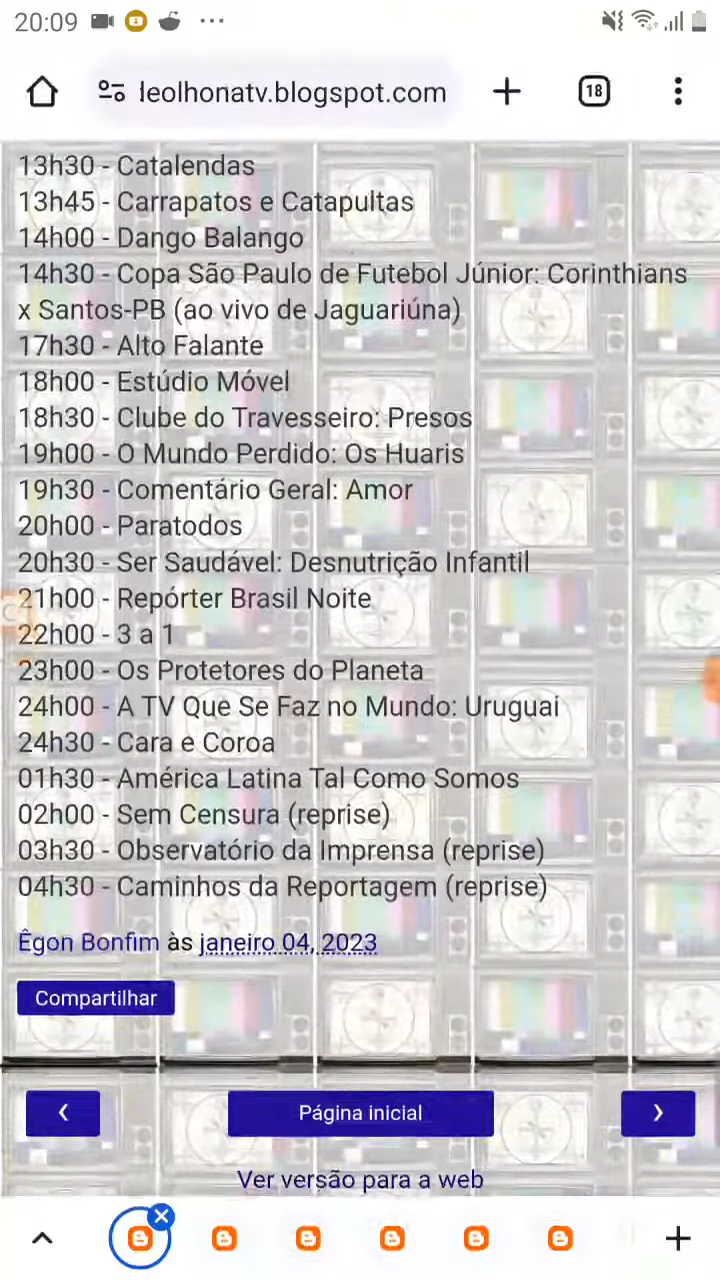 20:09
leolhonatv.blogspot.com
18
13h30 - Catalendas
13h45 - Carrapatos e Catapultas
14h00 - Dango Balango
14h30 - Copa São Paulo de Futebol Júnior: Corinthians
x Santos-PB (ao vivo de Jaguariúna)
17h30 - Alto Falante
18h00 - Estúdio Móvel
18h30 - Clube do Travesseiro: Presos
19h00 - O Mundo Perdido: Os Huaris
19h30 - Comentário Geral: Amor
20h00 - Paratodos
20h30 - Ser Saudável: Desnutrição Infantil
21h00 - Repórter Brasil Noite
22h00 - 3 a 1
23h00 - Os Protetores do Planeta
24h00 - A TV Que Se Faz no Mundo: Uruguai
24h30 - Cara e Coroa
01h30 - América Latina Tal Como Somos
02h00 - Sem Censura (reprise)
03h30 - Observatório da Imprensa (reprise)
04h30 - Caminhos da Reportagem (reprise)
Êgon Bonfim às janeiro 04, 2023
Compartilhar
‹ Página inicial ›
Ver versão para a web